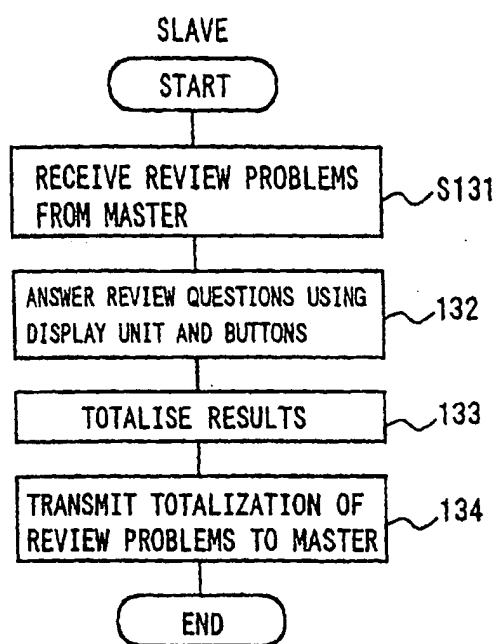 SLAVE
START
RECEIVE REVIEW PROBLEMS
FROM MASTER
S131
ANSWER REVIEW QUESTIONS USING
DISPLAY UNIT AND BUTTONS
132
TOTALISE RESULTS
133
TRANSMIT TOTALIZATION OF
REVIEW PROBLEMS TO MASTER
134
END